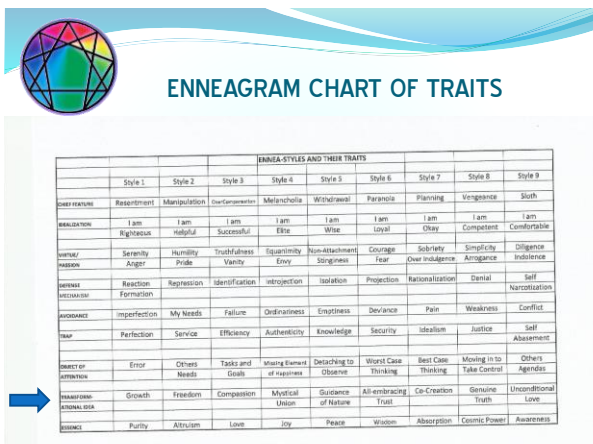 ENNEAGRAM CHART OF TRAITS
ENNEA-STYLES AND THEIR TRAITS
Style 1 Style 2 Style 3 Style 4 Style 5 Style 6 Style 7 Style 8 Style 9
CHIEF FEATURE Resentment Manipulation OverCompensation Melancholia Withdrawal Paranoia Planning Vengeance Sloth
IDEALIZATION I am I am I am I am I am I am I am I am I am
Righteous Helpful Successful Elite Wise Loyal Okay Competent Comfortable
VIRTUE/ Serenity Humility Truthfulness Equanimity Non-Attachment Courage Sobriety Simplicity Diligence
PASSION Anger Pride Vanity Envy Stinginess Fear Over Indulgence Arrogance Indolence
DEFENSE Reaction Repression Identification Introjection Isolation Projection Rationalization Denial Self
MECHANISM Formation Narcotization
AVOIDANCE Imperfection My Needs Failure Ordinariness Emptiness Deviance Pain Weakness Conflict
TRAP Perfection Service Efficiency Authenticity Knowledge Security Idealism Justice Self
Abasement
OBJECT OF Error Others Tasks and Missing Element Detaching to Worst Case Best Case Moving in to Others
ATTENTION Needs Goals of Happiness Observe Thinking Thinking Take Control Agendas
TRANSFORM- Growth Freedom Compassion Mystical Guidance All-embracing Co-Creation Genuine Unconditional
ATIONAL IDEA Union of Nature Trust Truth Love
ESSENCE Purity Altruism Love Joy Peace Wisdom Absorption Cosmic Power Awareness